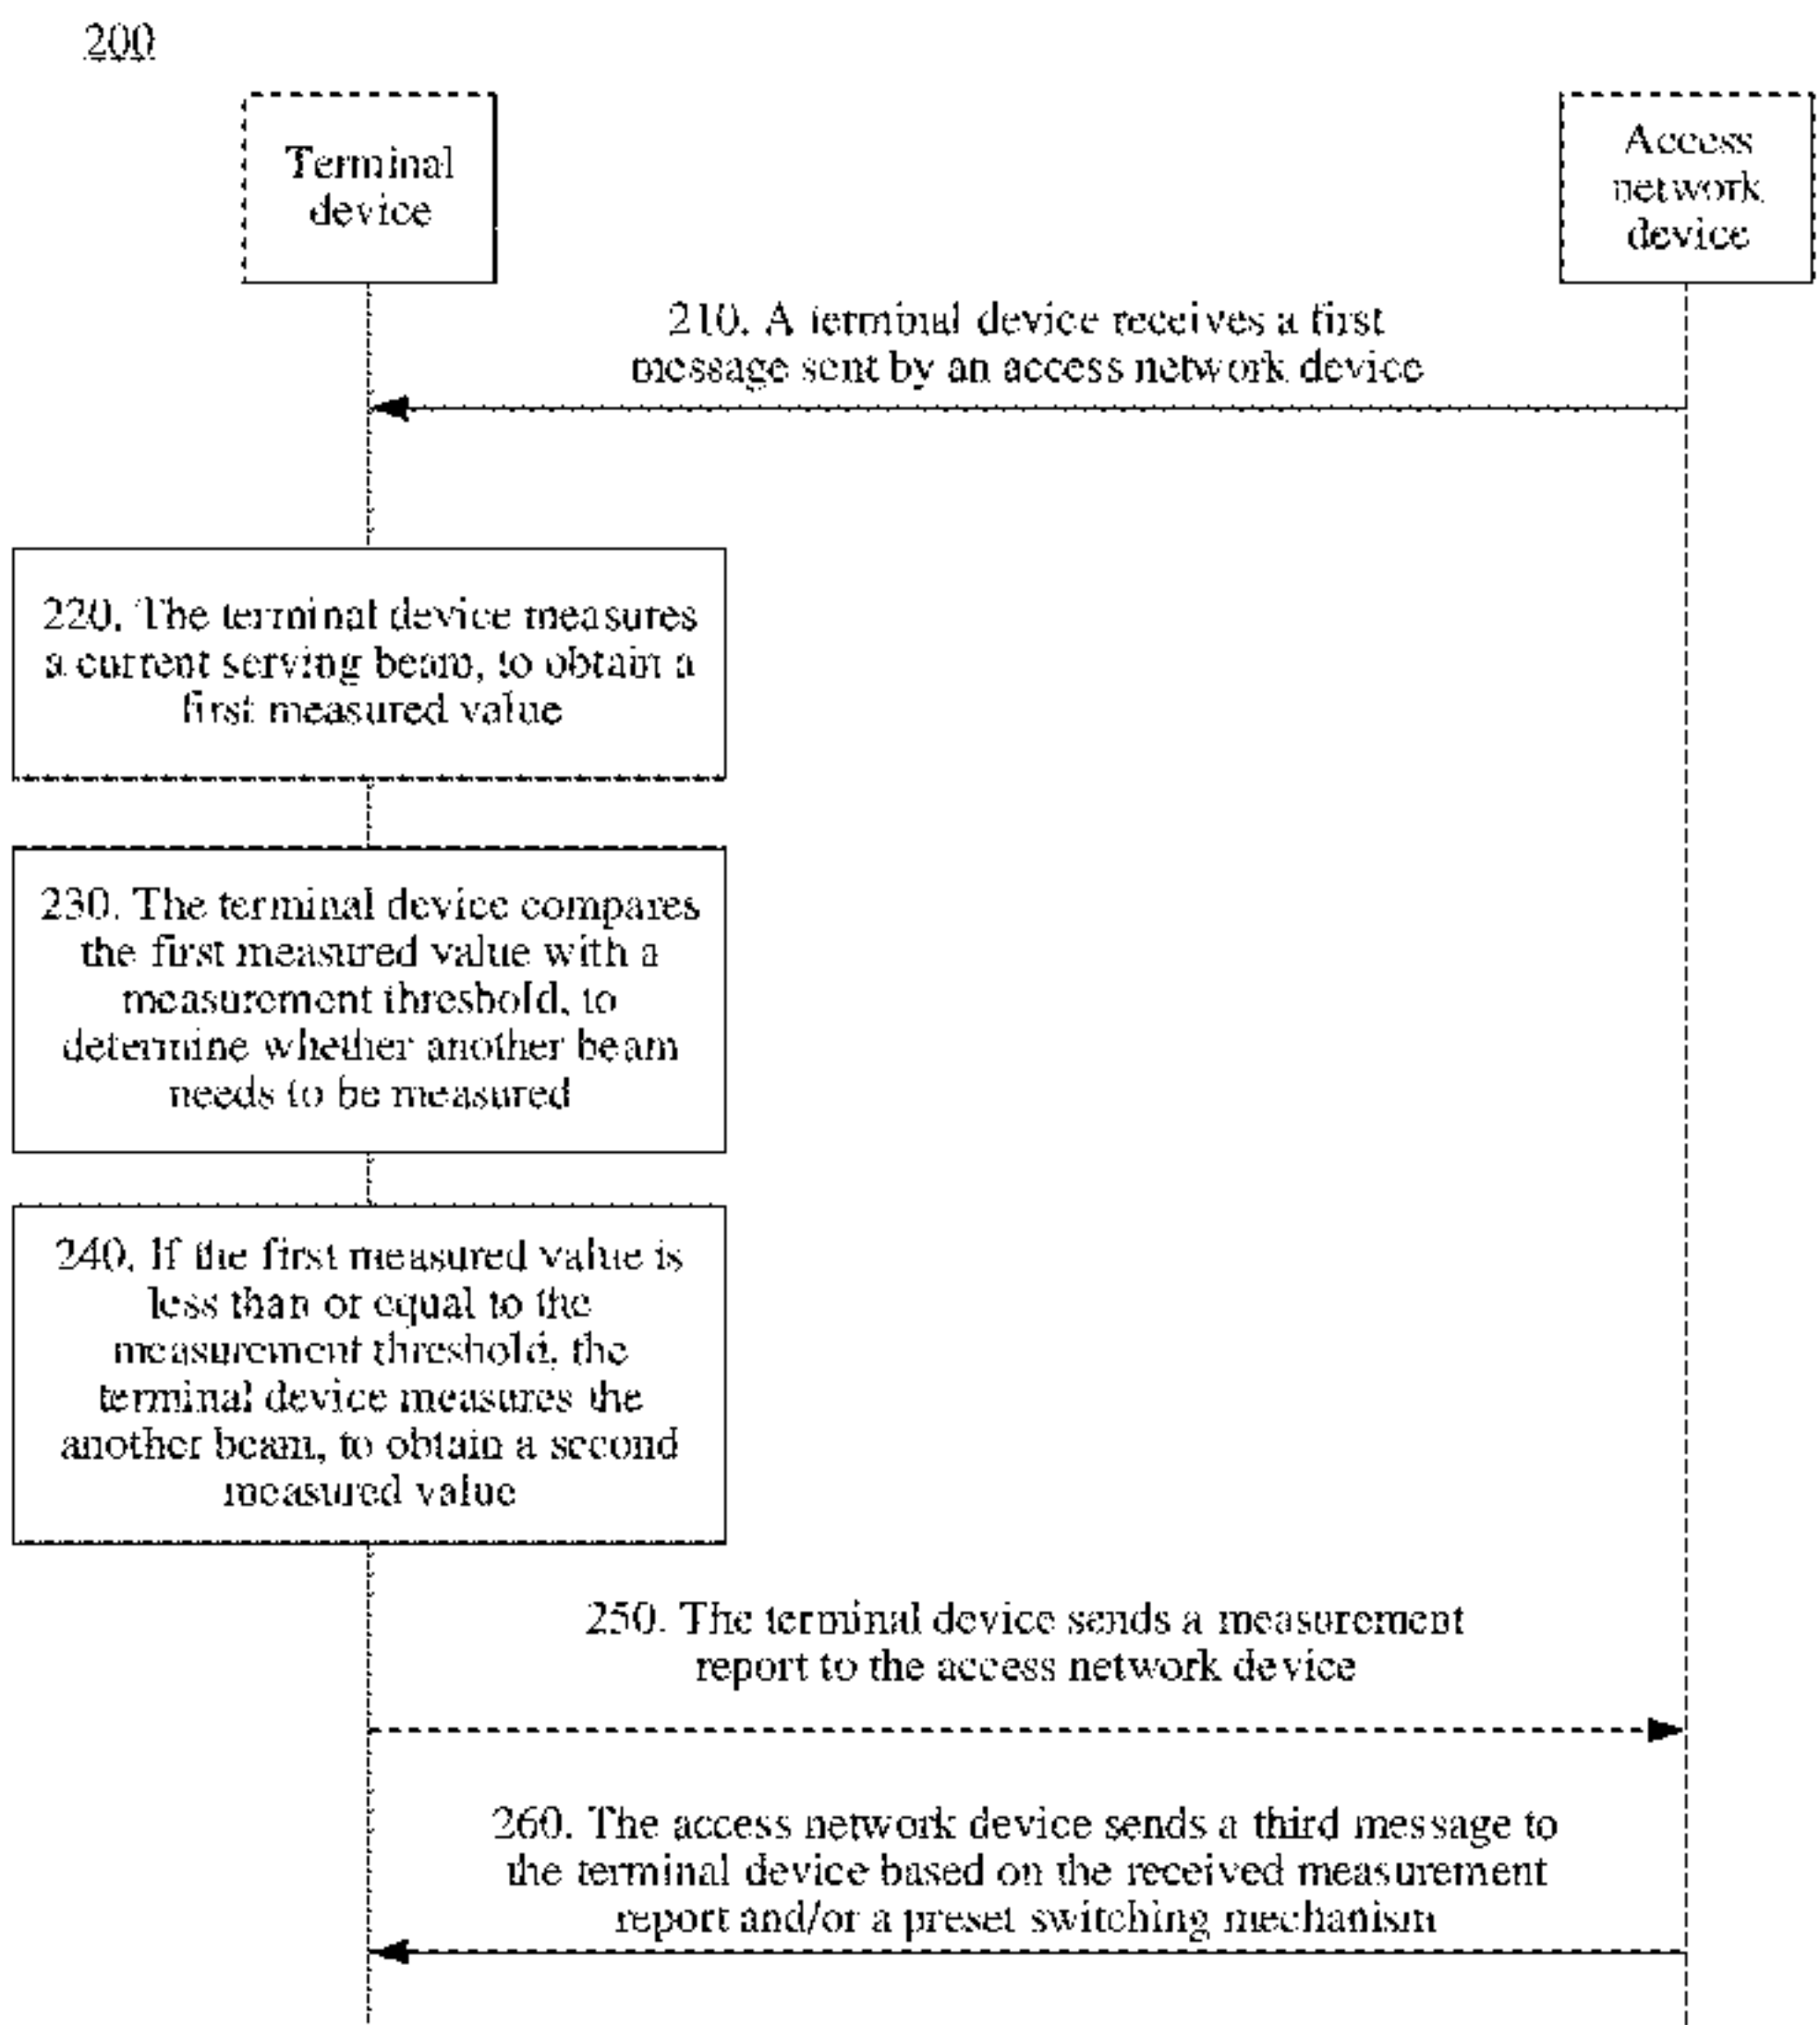 200
Terminal
device
Access
network
device
210. A terminal device receives a first
message sent by an access network device
220. The terminal device measures
a current serving beam, to obtain a
first measured value
230. The terminal device compares
the first measured value with a
measurement threshold, to
determine whether another beam
needs to be measured
240. If the first measured value is
less than or equal to the
measurement threshold, the
terminal device measures the
another beam, to obtain a second
measured value
250. The terminal device sends a measurement
report to the access network device
260. The access network device sends a third message to
the terminal device based on the received measurement
report and/or a preset switching mechanism